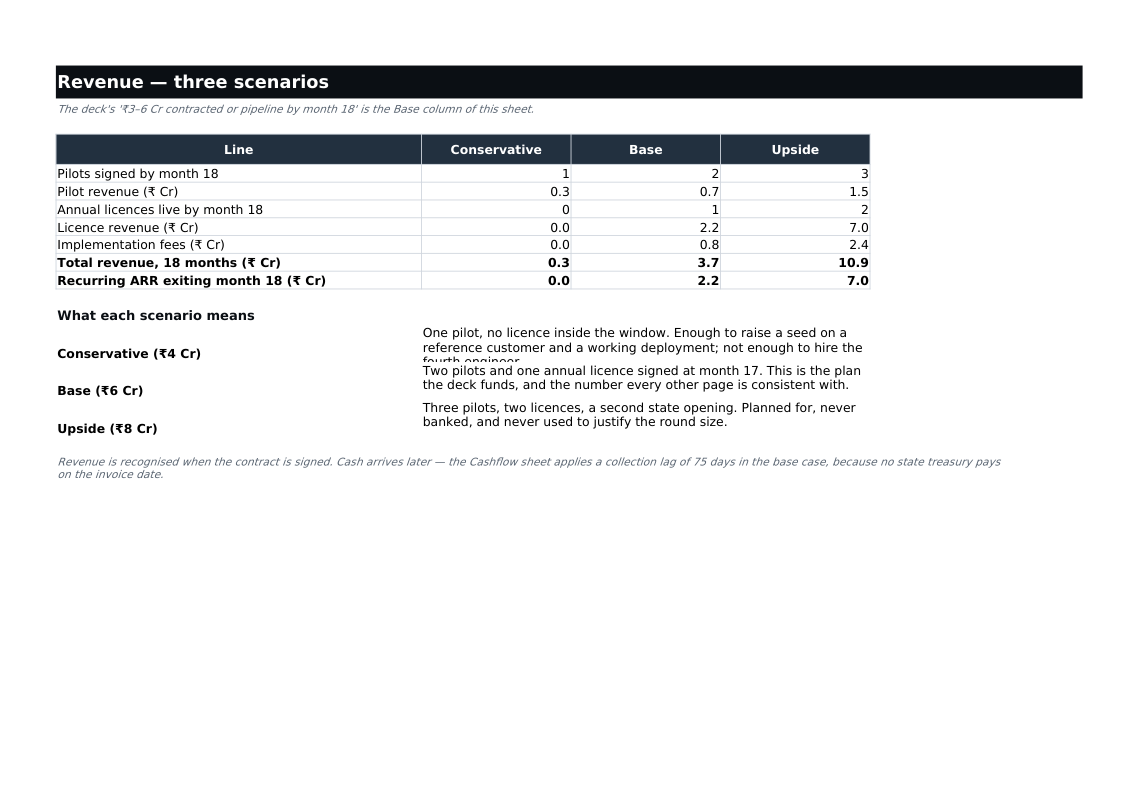 Revenue — three scenarios
The deck's '₹3–6 Cr contracted or pipeline by month 18' is the Base column of this sheet.
Line Conservative Base Upside
Pilots signed by month 18 1 2 3
Pilot revenue (₹ Cr) 0.3 0.7 1.5
Annual licences live by month 18 0 1 2
Licence revenue (₹ Cr) 0.0 2.2 7.0
Implementation fees (₹ Cr) 0.0 0.8 2.4
Total revenue, 18 months (₹ Cr) 0.3 3.7 10.9
Recurring ARR exiting month 18 (₹ Cr) 0.0 2.2 7.0
What each scenario means
Conservative (₹4 Cr)
One pilot, no licence inside the window. Enough to raise a seed on a
reference customer and a working deployment; not enough to hire the
fourth engineer.
Base (₹6 Cr)
Two pilots and one annual licence signed at month 17. This is the plan
the deck funds, and the number every other page is consistent with.
Upside (₹8 Cr)
Three pilots, two licences, a second state opening. Planned for, never
banked, and never used to justify the round size.
Revenue is recognised when the contract is signed. Cash arrives later — the Cashflow sheet applies a collection lag of 75 days in the base case, because no state treasury pays
on the invoice date.